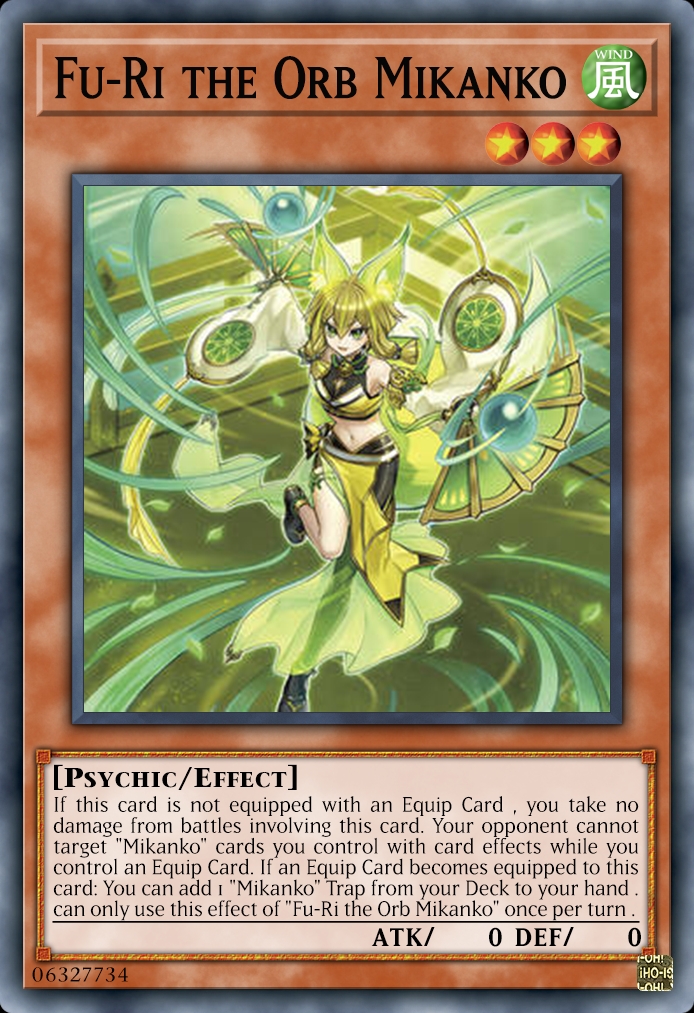 Fu-Ri the Orb Mikanko
WIND
風
[Psychic/Effect]
If this card is not equipped with an Equip Card , you take no
damage from battles involving this card. Your opponent cannot
target "Mikanko" cards you control with card effects while you
control an Equip Card. If an Equip Card becomes equipped to this
card: You can add 1 "Mikanko" Trap from your Deck to your hand .
can only use this effect of "Fu-Ri the Orb Mikanko" once per turn .
ATK/ 0 DEF/ 0
06327734